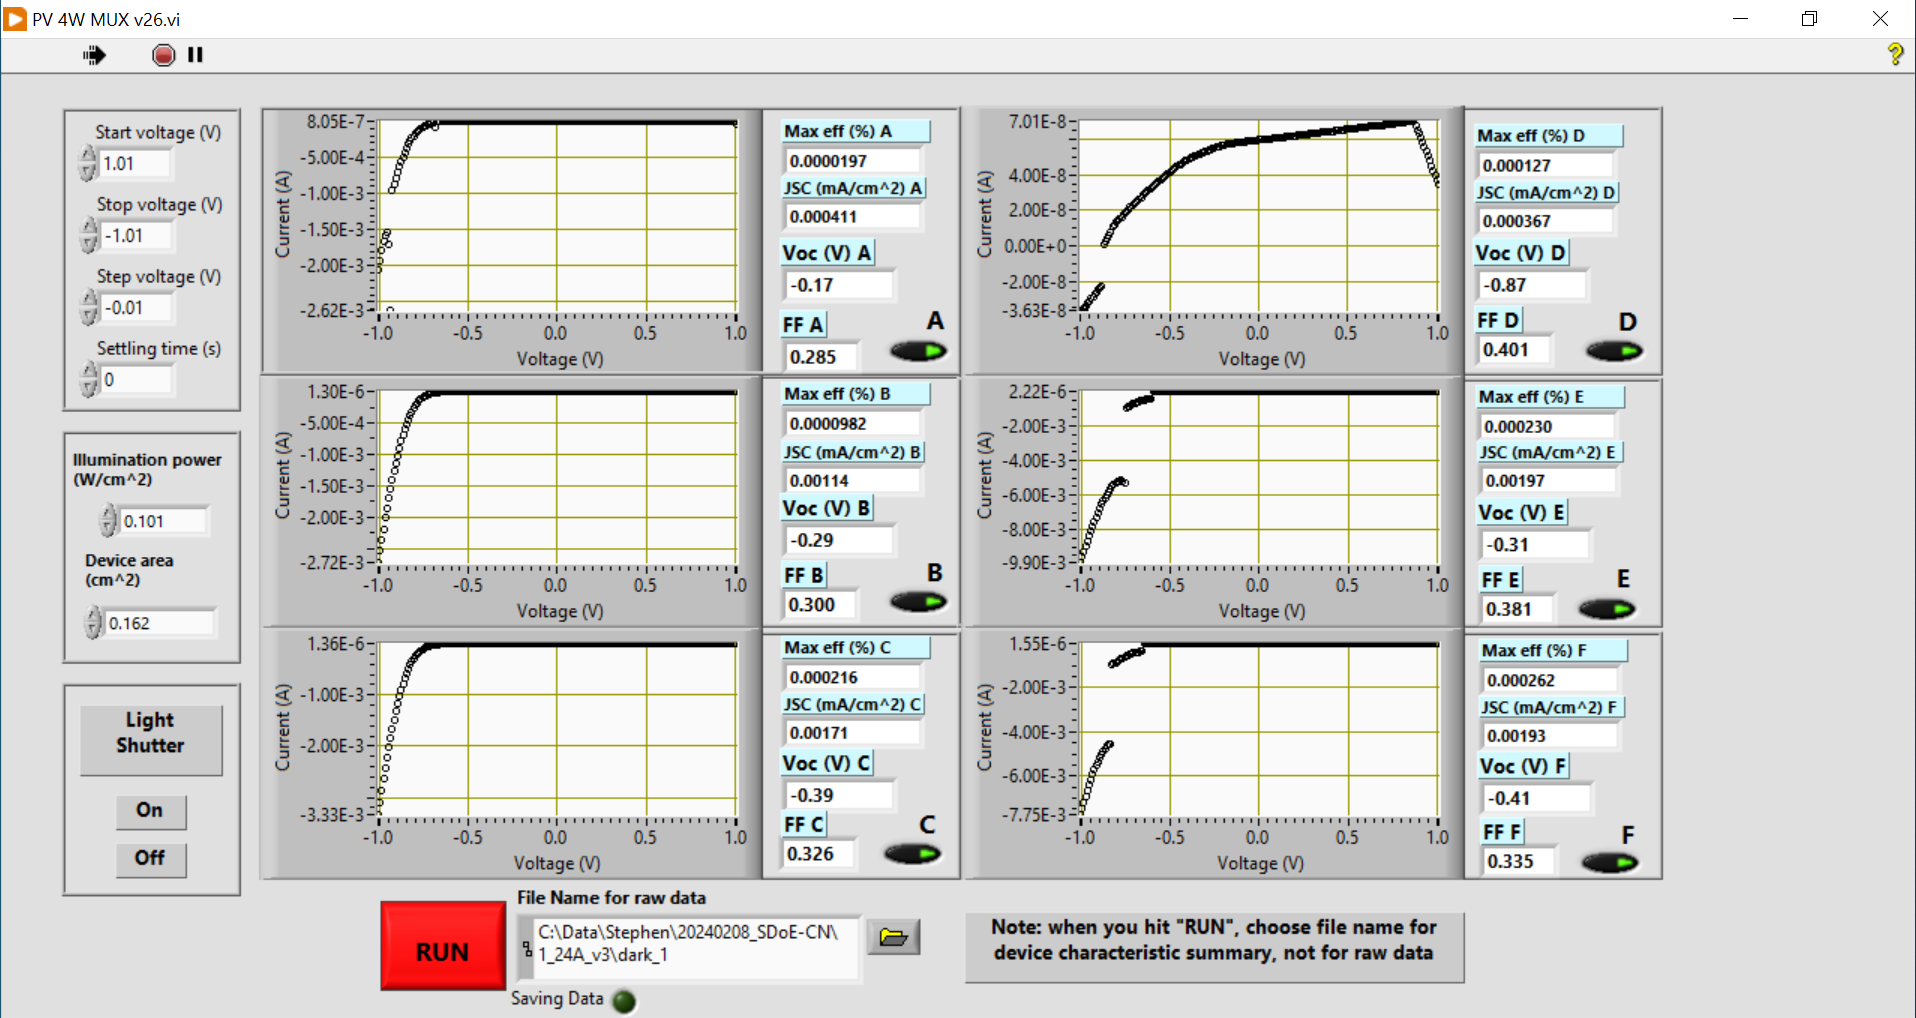 PV 4W MUX v26.vi
Start voltage (V)
1.01
Stop voltage (V)
-1.01
Step voltage (V)
-0.01
Settling time (s)
0
Illumination power
(W/cm^2)
0.101
Device area
(cm^2)
0.162
Light
Shutter
On
Off
Current (A)
8.05E-7
-5.00E-4
-1.00E-3
-1.50E-3
-2.00E-3
-2.62E-3
-1.0 -0.5 0.0 0.5 1.0
Voltage (V)
Max eff (%) A
0.0000197
JSC (mA/cm^2) A
0.000411
Voc (V) A
-0.17
FF A
0.285
A
Current (A)
7.01E-8
4.00E-8
2.00E-8
0.00E+0
-2.00E-8
-3.63E-8
-1.0 -0.5 0.0 0.5 1.0
Voltage (V)
Max eff (%) D
0.000127
JSC (mA/cm^2) D
0.000367
Voc (V) D
-0.87
FF D
0.401
D
Current (A)
1.30E-6
-5.00E-4
-1.00E-3
-1.50E-3
-2.00E-3
-2.72E-3
-1.0 -0.5 0.0 0.5 1.0
Voltage (V)
Max eff (%) B
0.0000982
JSC (mA/cm^2) B
0.00114
Voc (V) B
-0.29
FF B
0.300
B
Current (A)
2.22E-6
-2.00E-3
-4.00E-3
-6.00E-3
-8.00E-3
-9.90E-3
-1.0 -0.5 0.0 0.5 1.0
Voltage (V)
Max eff (%) E
0.000230
JSC (mA/cm^2) E
0.00197
Voc (V) E
-0.31
FF E
0.381
E
Current (A)
1.36E-6
-1.00E-3
-2.00E-3
-3.33E-3
-1.0 -0.5 0.0 0.5 1.0
Voltage (V)
Max eff (%) C
0.000216
JSC (mA/cm^2) C
0.00171
Voc (V) C
-0.39
FF C
0.326
C
Current (A)
1.55E-6
-2.00E-3
-4.00E-3
-6.00E-3
-7.75E-3
-1.0 -0.5 0.0 0.5 1.0
Voltage (V)
Max eff (%) F
0.000262
JSC (mA/cm^2) F
0.00193
Voc (V) F
-0.41
FF F
0.335
F
RUN
File Name for raw data
C:\Data\Stephen\20240208_SDoE-CN\
1_24A_v3\dark_1
Saving Data
Note: when you hit "RUN", choose file name for
device characteristic summary, not for raw data